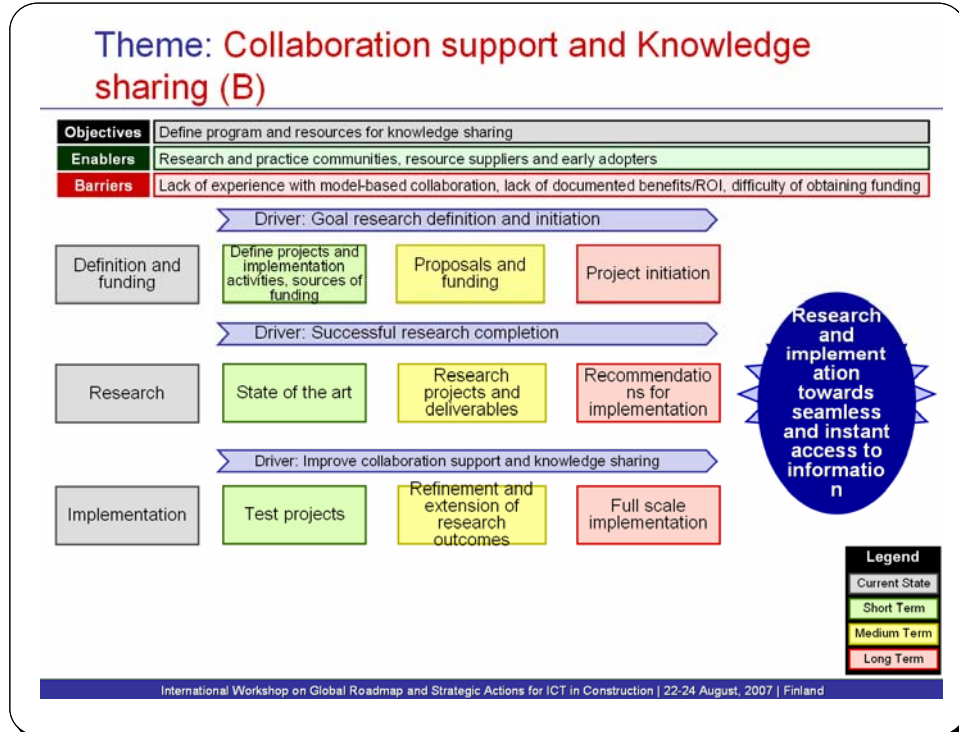 Theme: Collaboration support and Knowledge
sharing (B)
Objectives Define program and resources for knowledge sharing
Enablers Research and practice communities, resource suppliers and early adopters
Barriers Lack of experience with model-based collaboration, lack of documented benefits/ROI, difficulty of obtaining funding
Driver: Goal research definition and initiation
Definition and
funding
Define projects and
implementation
activities, sources of
funding
Proposals and
funding
Project initiation
Driver: Successful research completion
Research
State of the art
Research
projects and
deliverables
Recommendatio
ns for
implementation
Driver: Improve collaboration support and knowledge sharing
Implementation
Test projects
Refinement and
extension of
research
outcomes
Full scale
implementation
Research
and
implement
ation
towards
seamless
and instant
access to
informatio
n
Legend
Current State
Short Term
Medium Term
Long Term
International Workshop on Global Roadmap and Strategic Actions for ICT in Construction | 22-24 August, 2007 | Finland